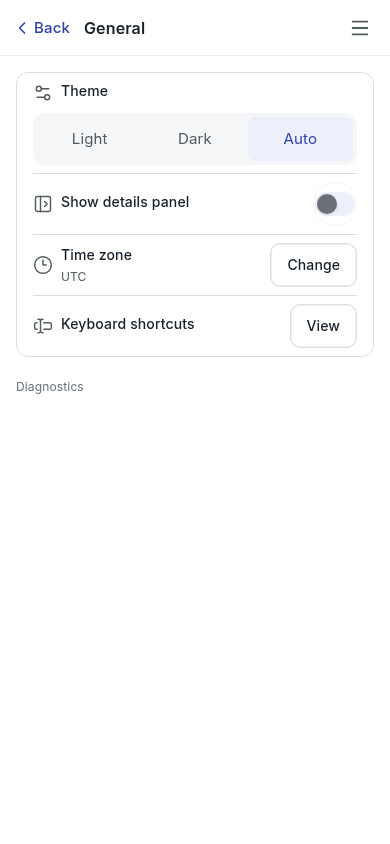 Back General
Theme
Light Dark Auto
Show details panel
Time zone
UTC
Change
Keyboard shortcuts
View
Diagnostics